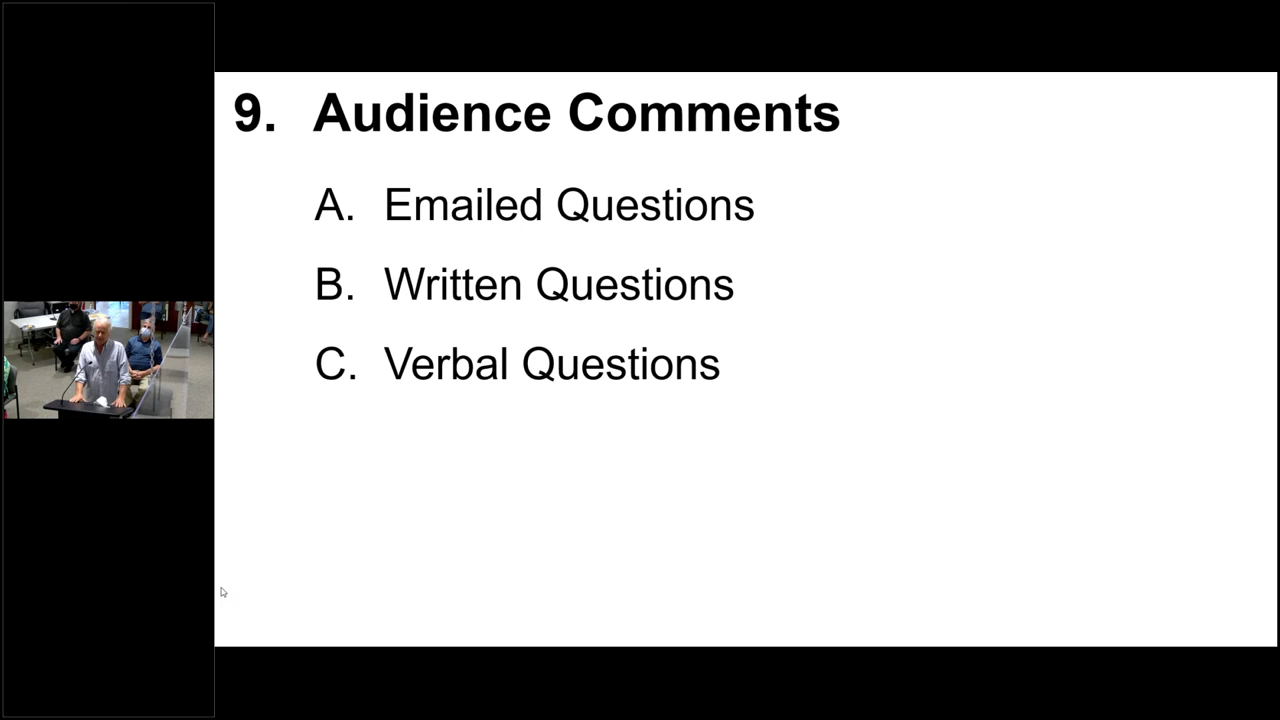 9. Audience Comments
A. Emailed Questions
B. Written Questions
C. Verbal Questions